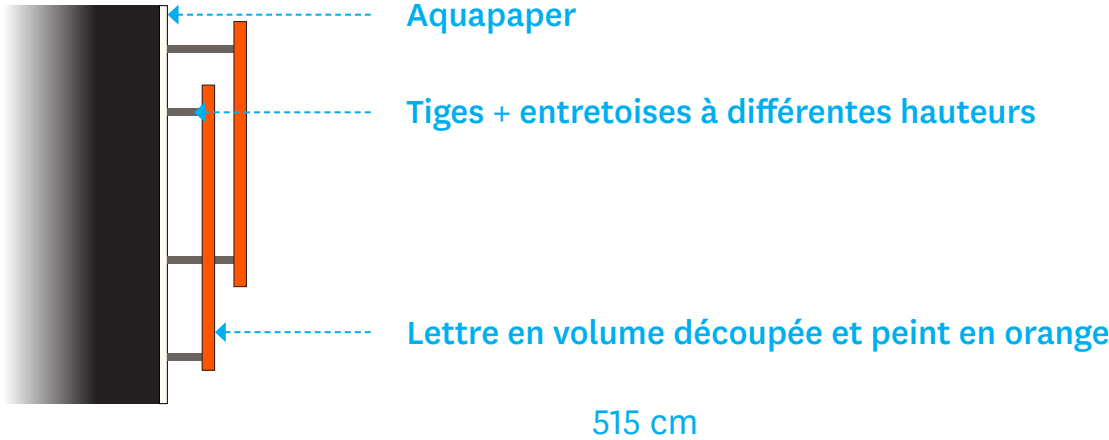 Aquapaper
Tiges + entretoises à différentes hauteurs
Lettre en volume découpée et peint en orange
515 cm